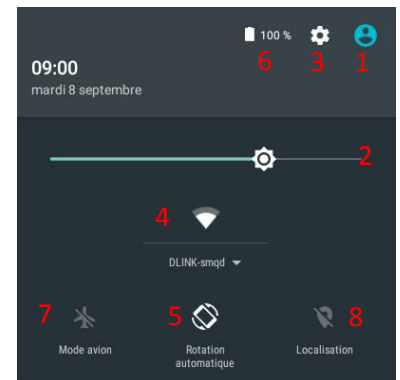 100 %
6 3 1
09:00
mardi 8 septembre
2
4
DLINK-smqd
7 5 8
Mode avion
Rotation
automatique
Localisation